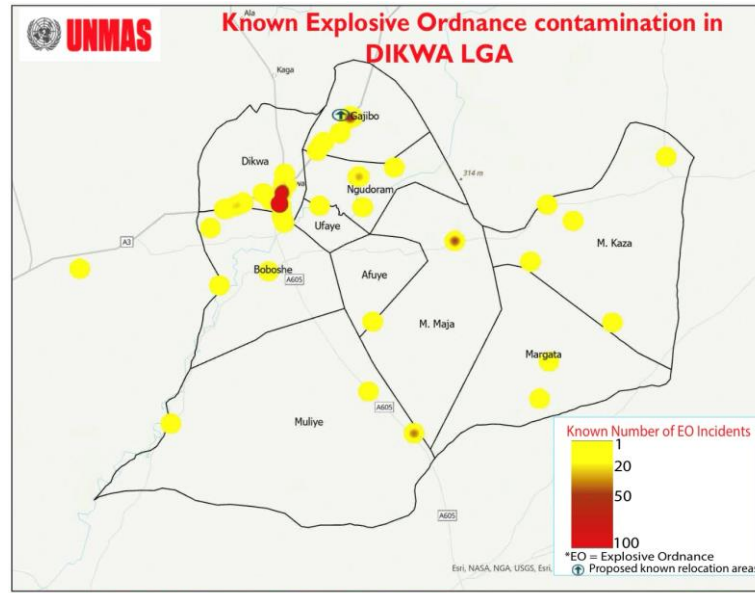 UNMAS
Known Explosive Ordnance contamination in
DIKWA LGA
Ala
Kaga
Gajibo
Dikwa
314 m
Ngudoram
Ufaye
A3
M. Kaza
Boboshe
A605
Afuye
M. Maja
Margata
A605
Muliye
A605
Known Number of EO Incidents
1
20
50
100
*EO = Explosive Ordnance
Proposed known relocation areas
Esri, NASA, NGA, USGS, Esri,